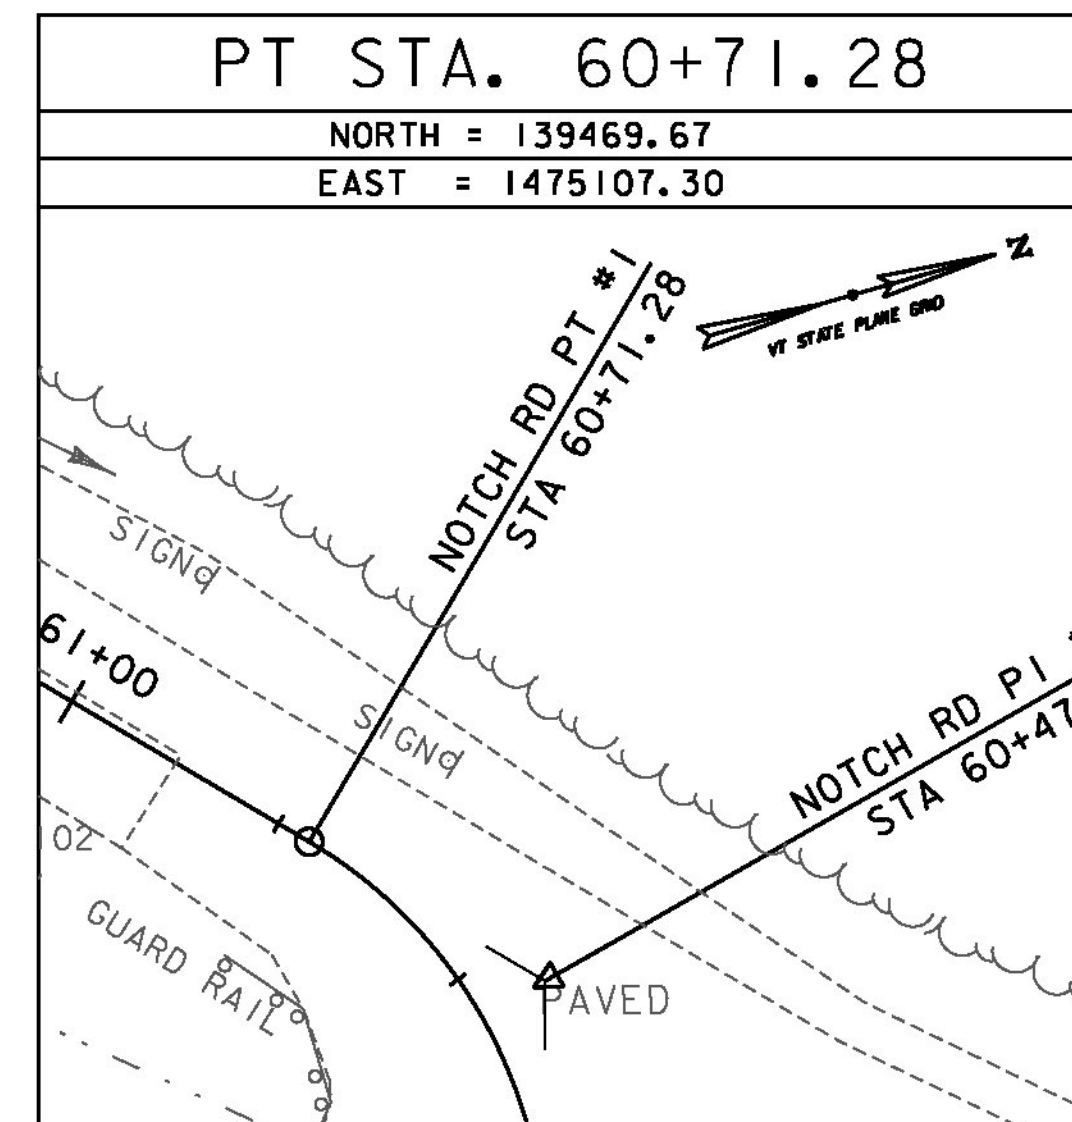 PT STA. 60+71.28
NORTH = 139469.67
EAST = 1475107.30
N
VT STATE PLANE GRID
NOTCH RD PT #1
STA 60+71.28
SIGN
61+00
SIGN
NOTCH RD PI
STA 60+47
102
GUARD RAIL
PAVED